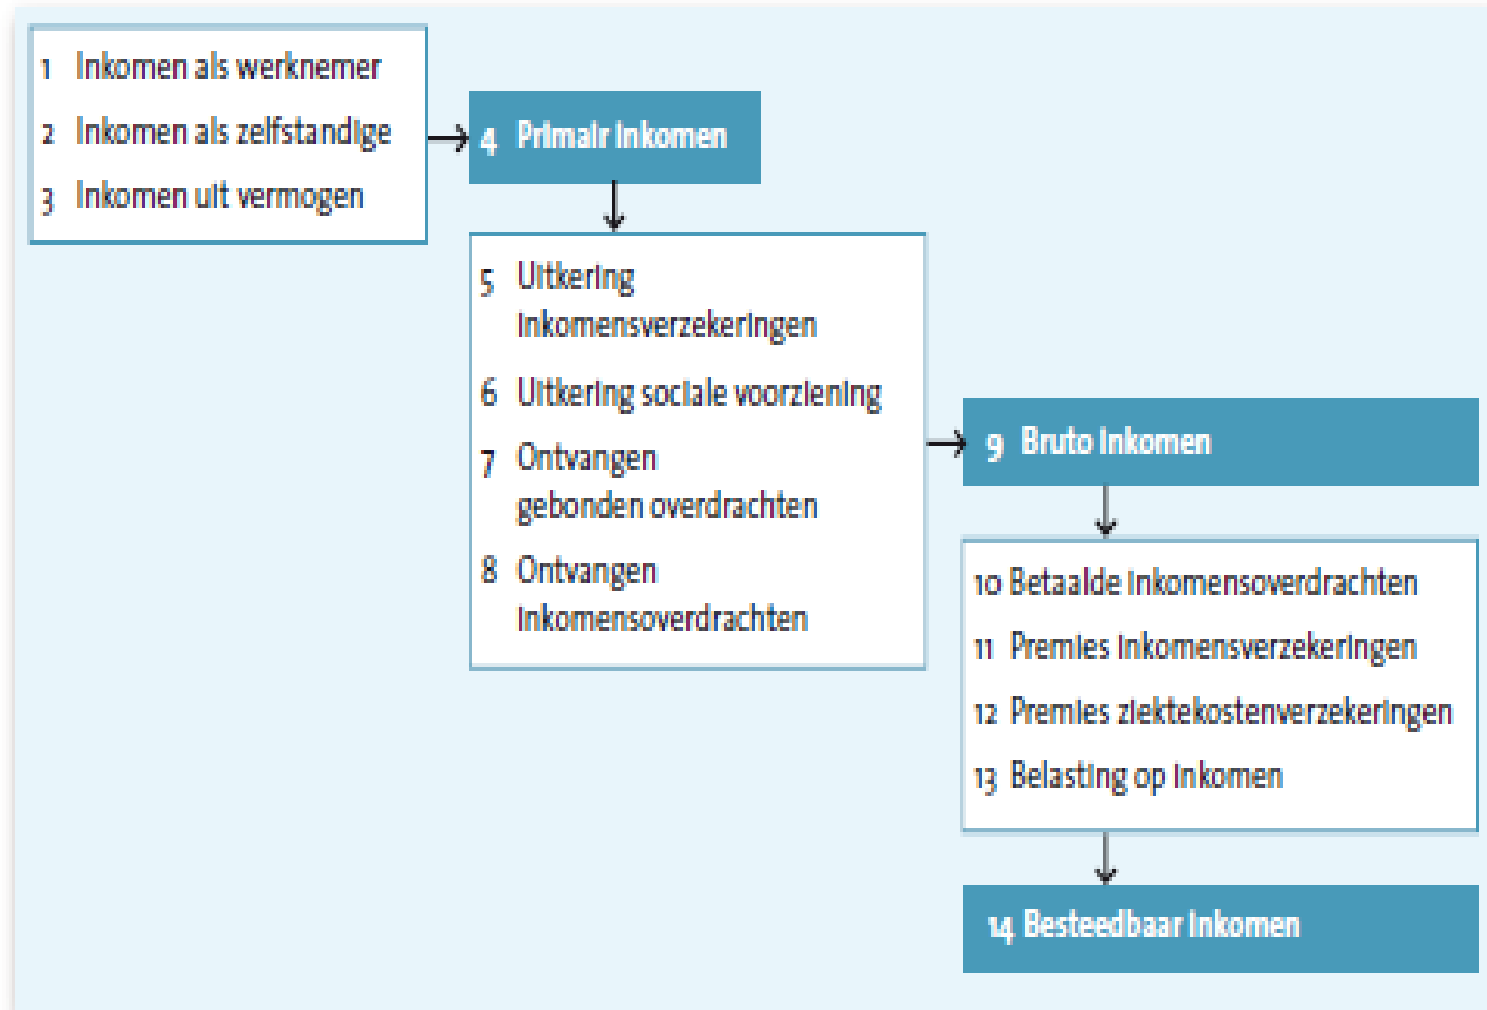 1 Inkomen als werknemer
2 Inkomen als zelfstandige
3 Inkomen uit vermogen
4 Primair inkomen
5 Uitkering
inkomensverzekeringen
6 Uitkering sociale voorziening
7 Ontvangen
gebonden overdrachten
8 Ontvangen
inkomensoverdrachten
9 Bruto inkomen
10 Betaalde inkomensoverdrachten
11 Premies inkomensverzekeringen
12 Premies ziektekostenverzekeringen
13 Belasting op inkomen
14 Besteedbaar inkomen